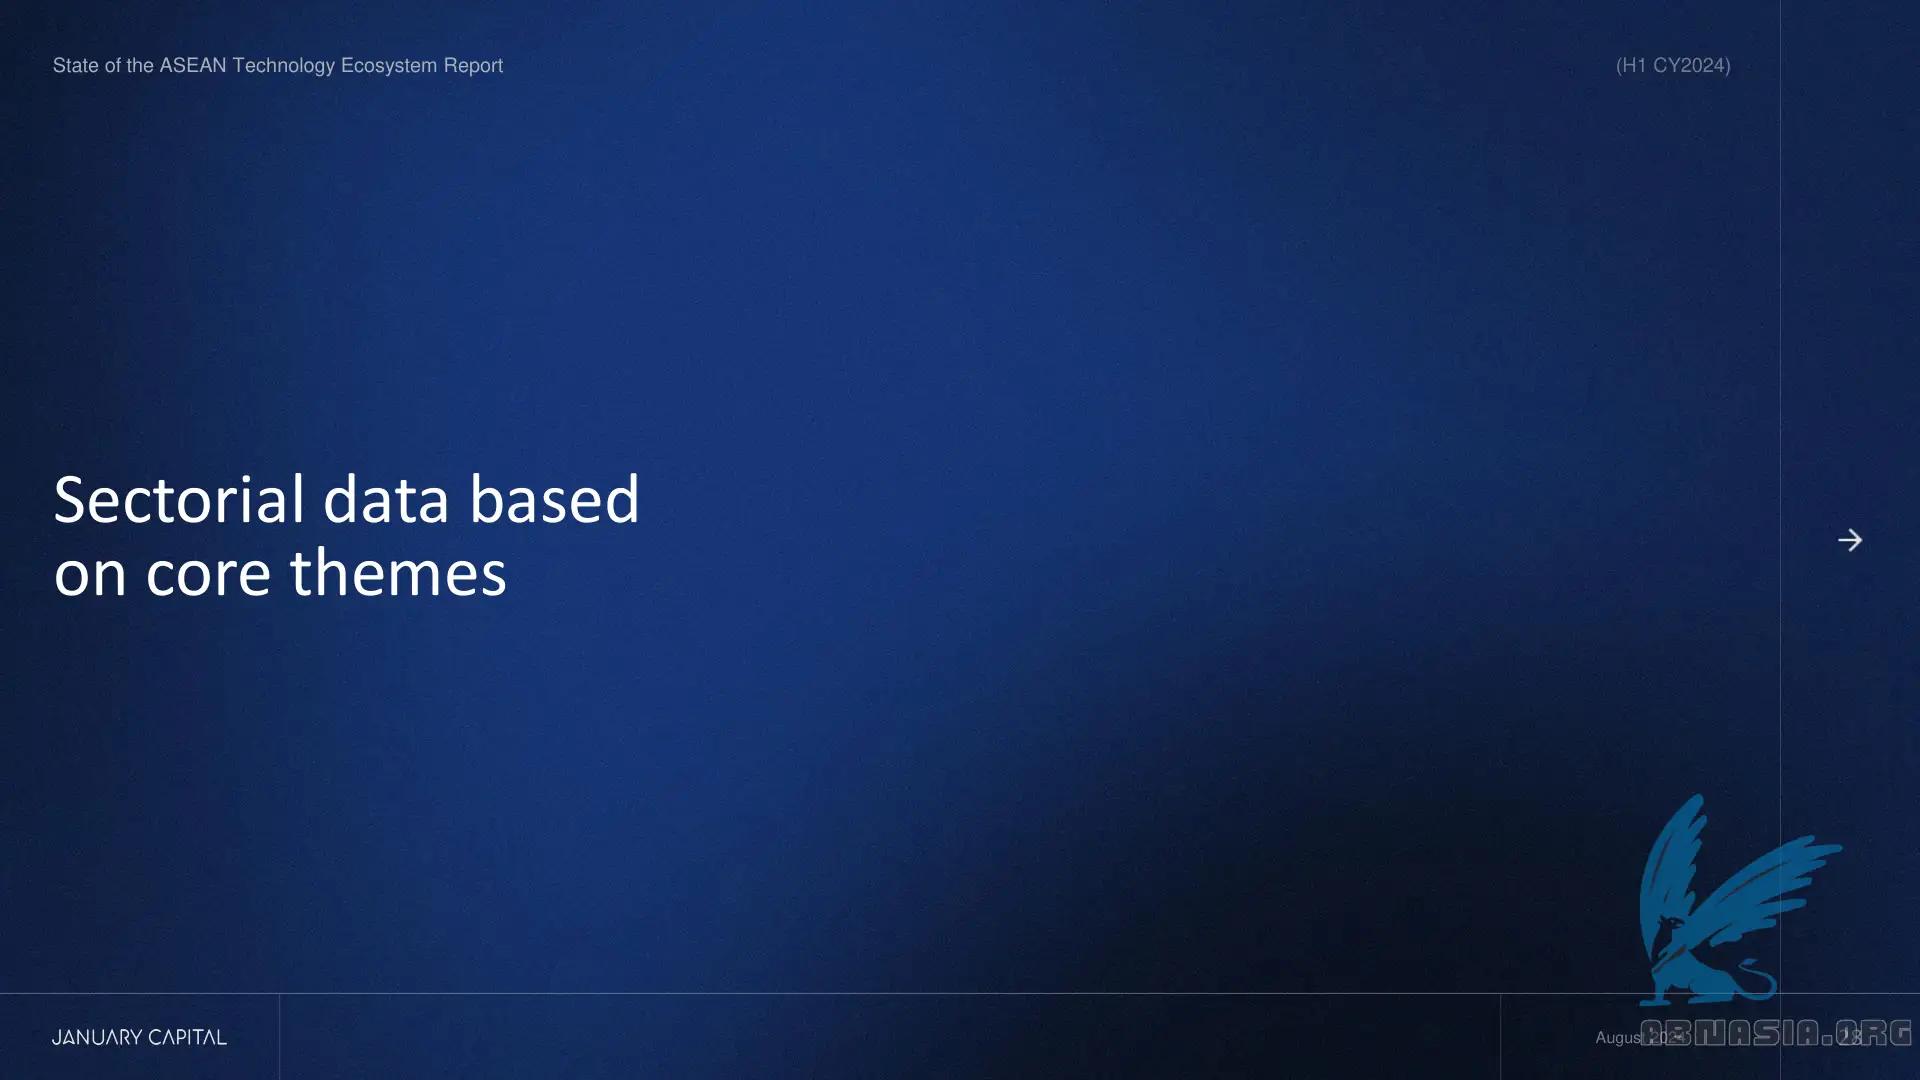 State of the ASEAN Technology Ecosystem Report
(H1 CY2024)
Sectorial data based
on core themes
JANUARY CAPITAL
August 2024
ABNASIA.ORG
28